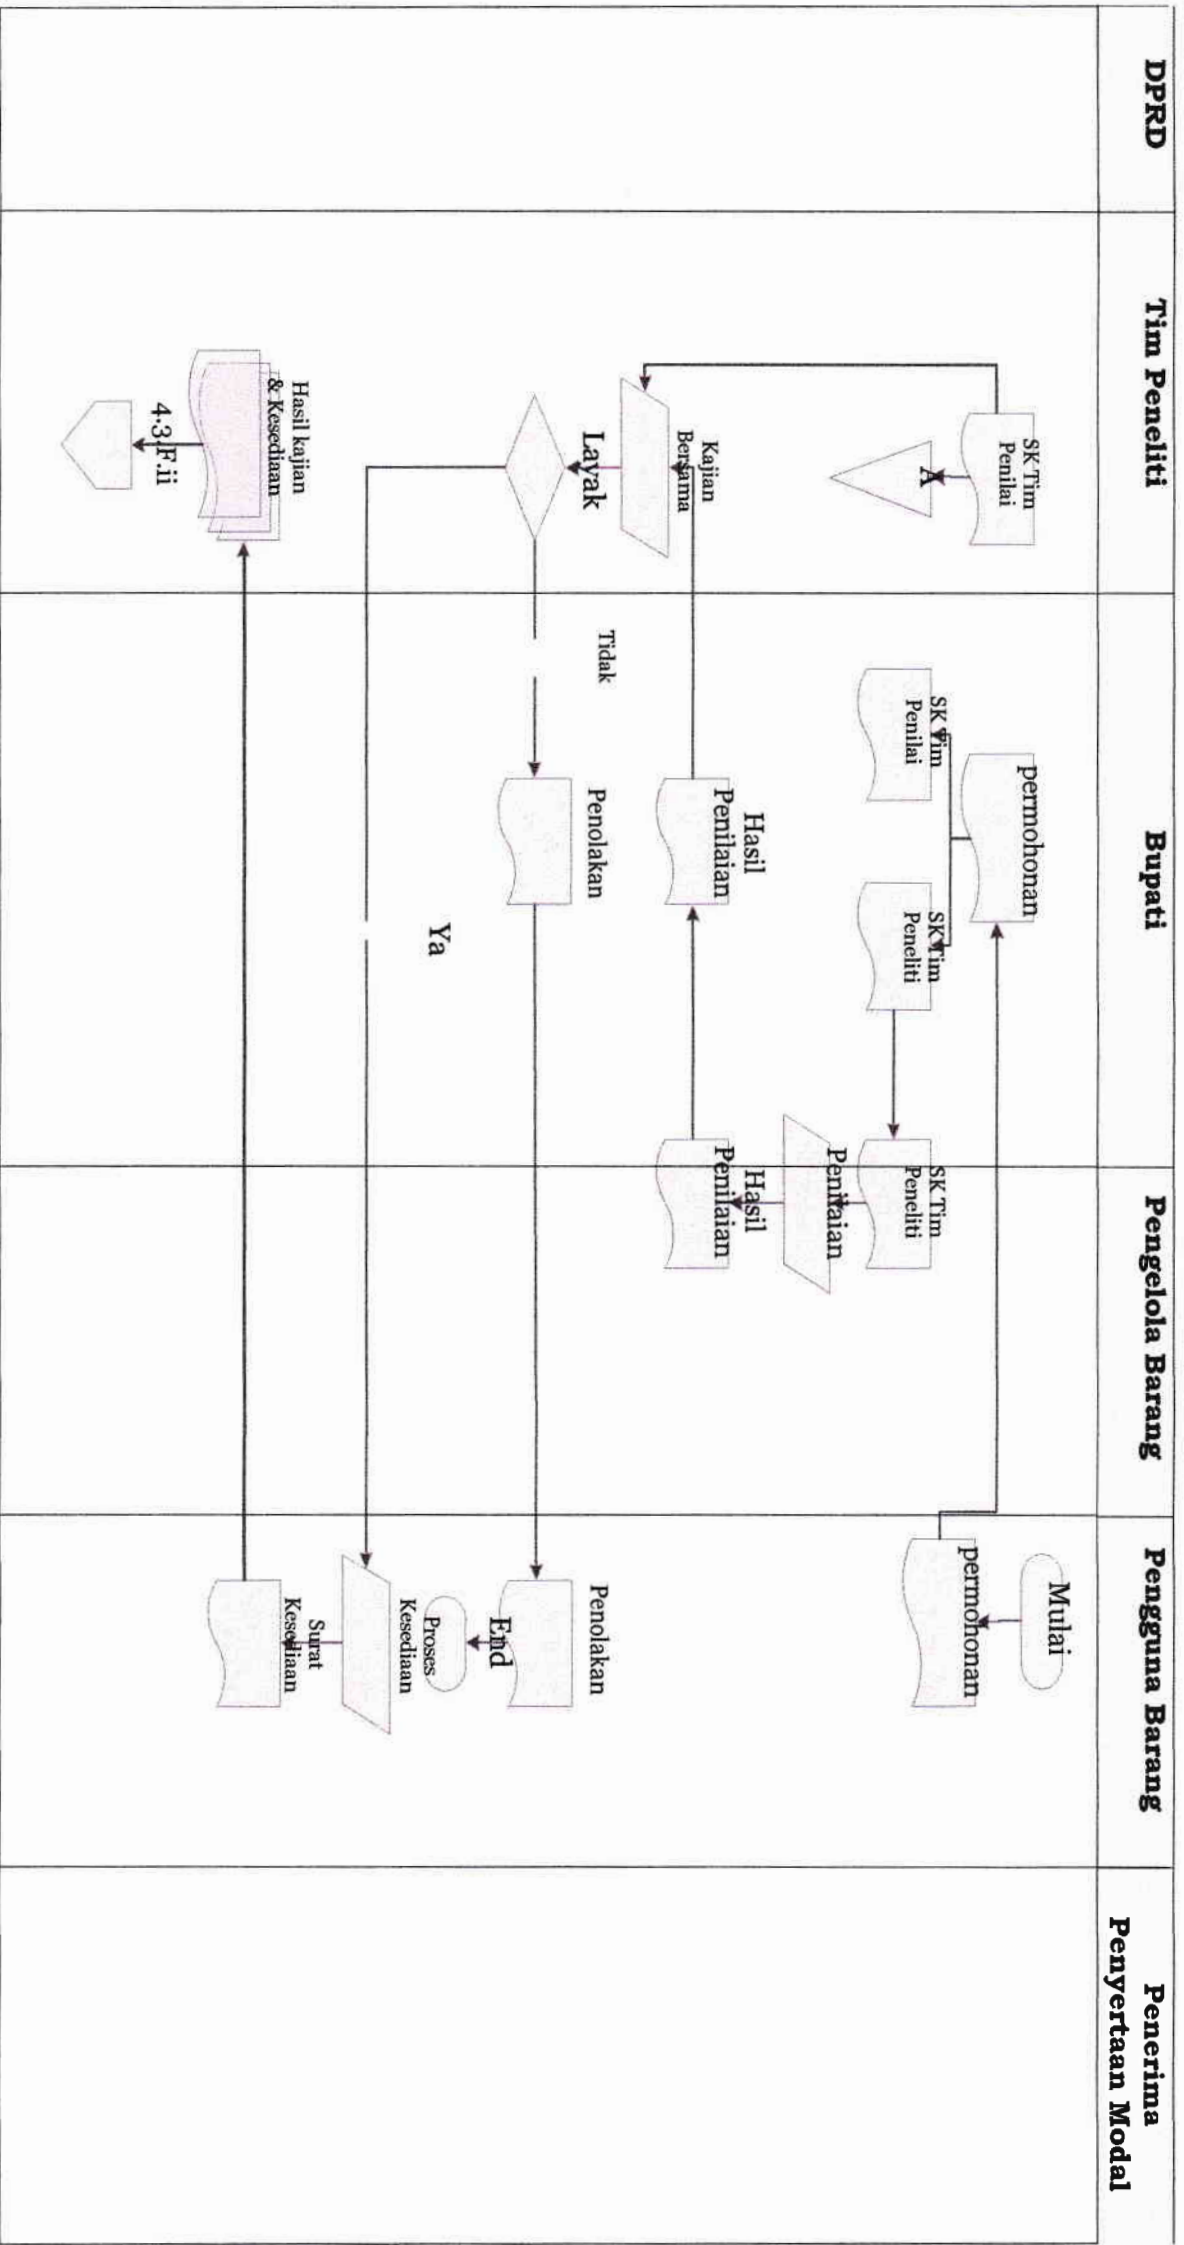 DPRD
Tim Peneliti
Bupati
Pengelola Barang
Pengguna Barang
Penerima
Penyertaan Modal
Mulai
permohonan
permohonan
SK Tim
Penilai
A
SK Tim
Penilai
SK Tim
Peneliti
SK Tim
Peneliti
Penilaian
Hasil
Penilaian
Hasil
Penilaian
Kajian
Bersama
Layak
Tidak
Penolakan
Penolakan
End
Ya
Proses
Kesediaan
Surat
Kesediaan
Hasil kajian
& Kesediaan
4.3.F.ii